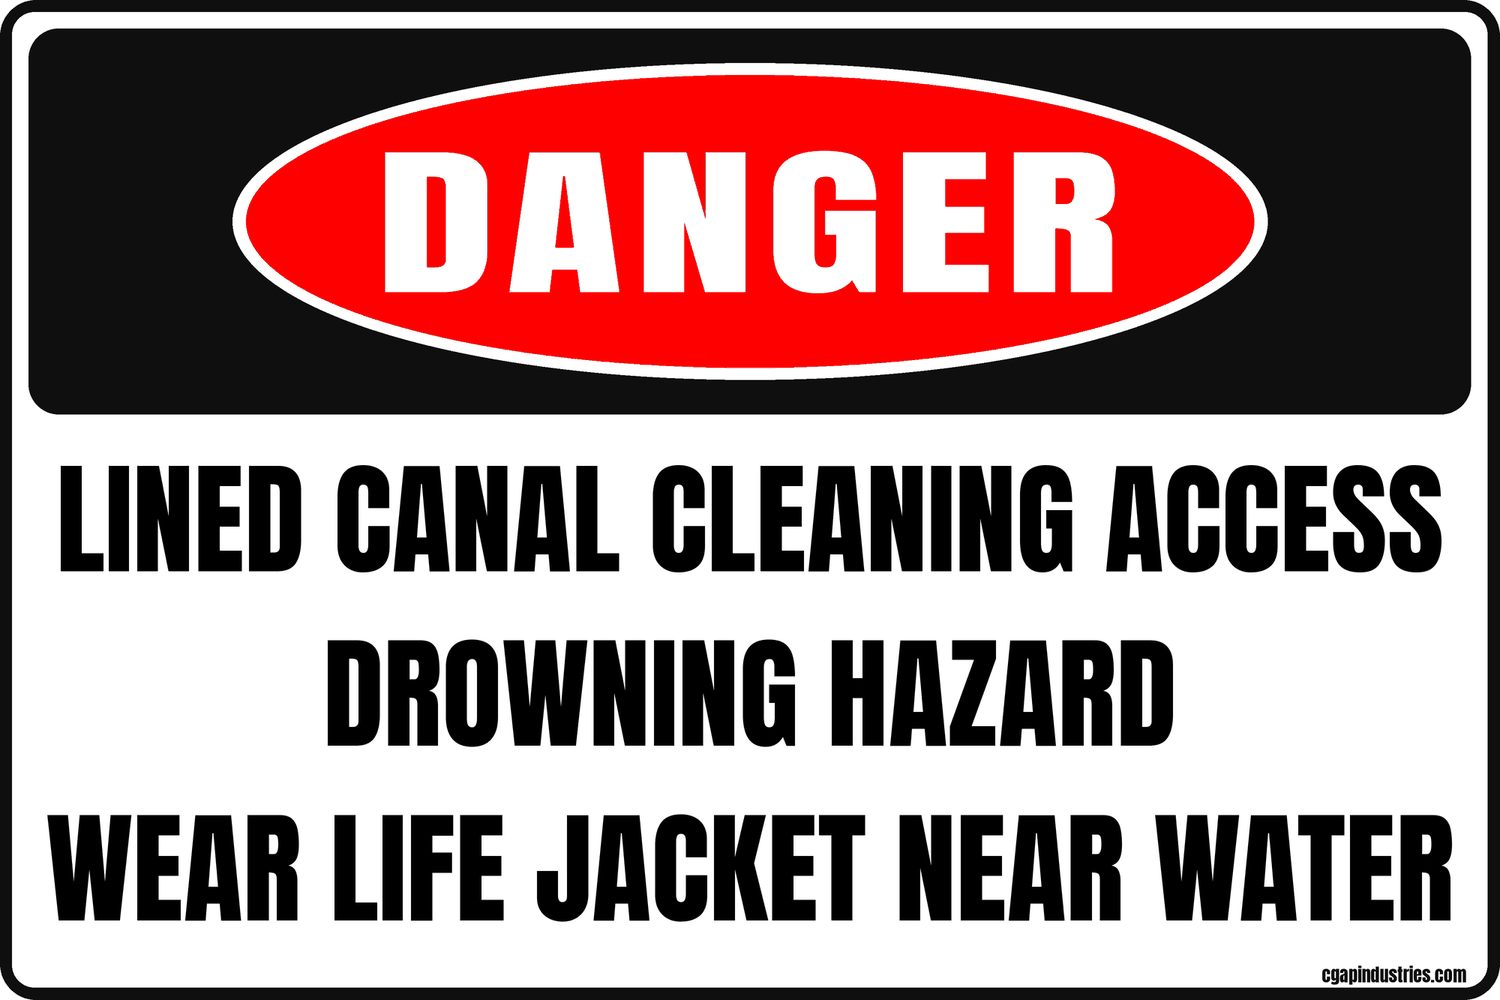 DANGER
LINED CANAL CLEANING ACCESS
DROWNING HAZARD
WEAR LIFE JACKET NEAR WATER
cgapindustries.com